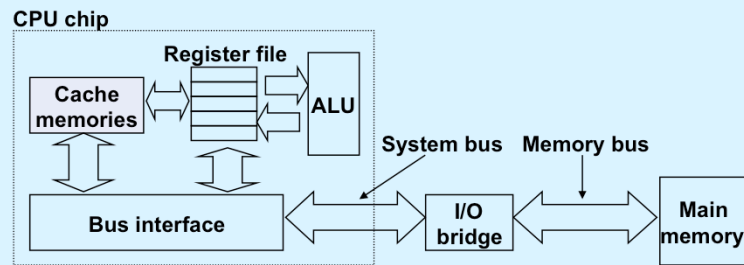 CPU chip
Register file
Cache
memories
ALU
System bus
Memory bus
Bus interface
I/O
bridge
Main
memory